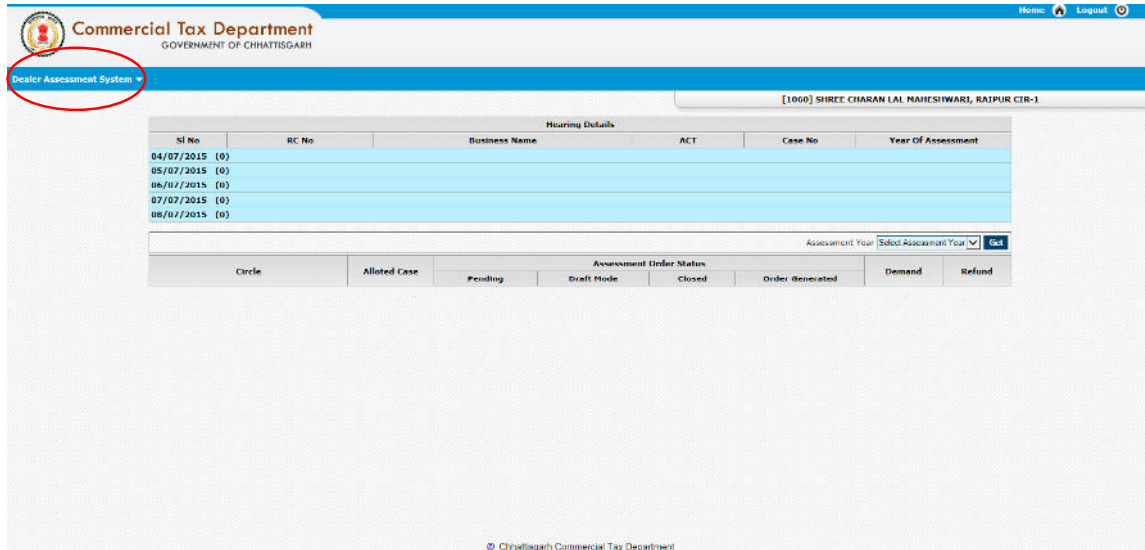 Home Logout
Commercial Tax Department
GOVERNMENT OF CHHATTISGARH
Dealer Assessment System
[1060] SHREE CHARAN LAL MAHESHWARI, RAIPUR CIR-1
Hearing Details
Sl No RC No Business Name ACT Case No Year Of Assessment
04/07/2015 (0)
05/07/2015 (0)
06/07/2015 (0)
07/07/2015 (0)
08/07/2015 (0)
Assessment Year Select Assessment Year Get
Circle Alloted Case Assessment Order Status Demand Refund
Pending Draft Mode Closed Order Generated
© Chhattisgarh Commercial Tax Department